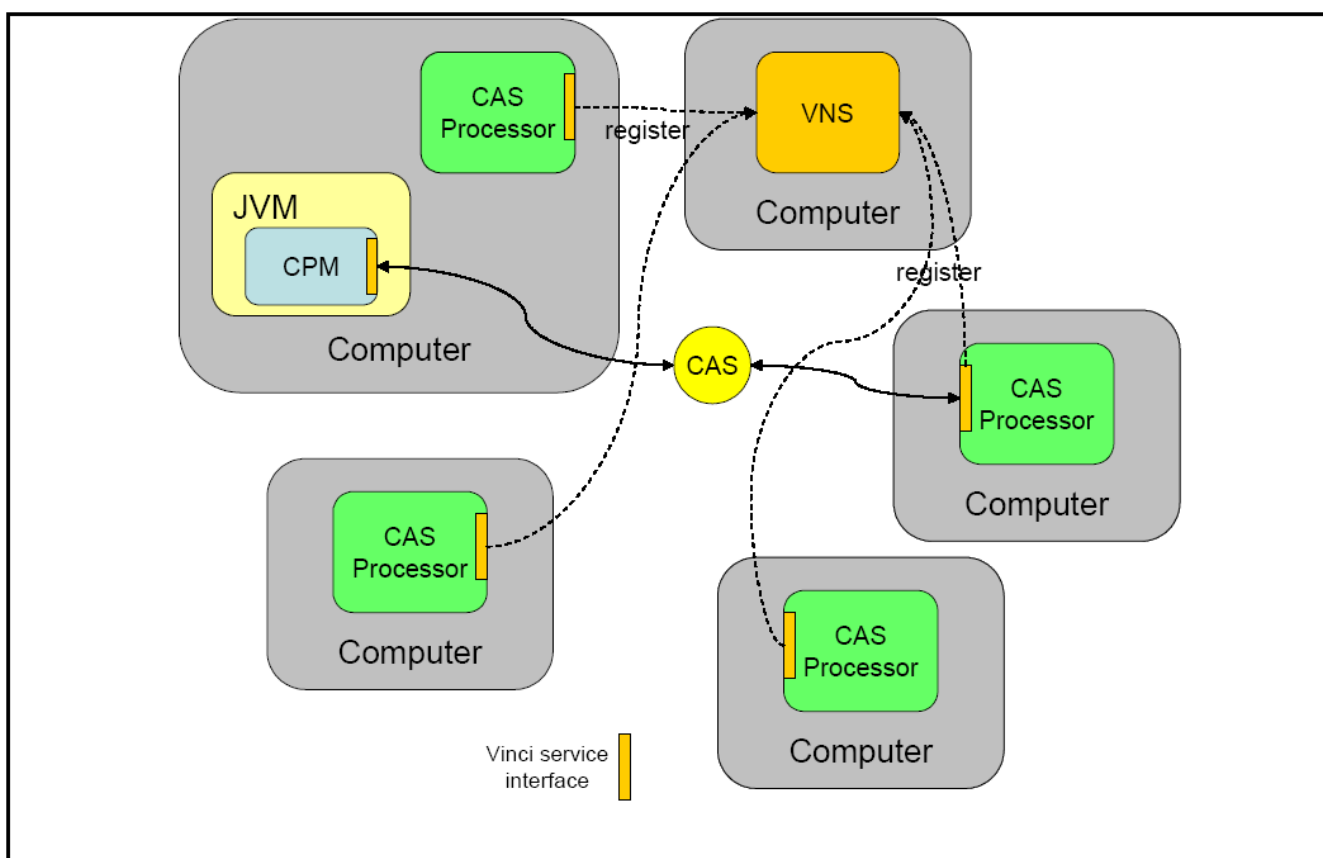 CAS
Processor
register
VNS
JVM
CPM
Computer
Computer
register
CAS
CAS
Processor
Computer
CAS
Processor
Computer
CAS
Processor
Computer
Vinci service
interface